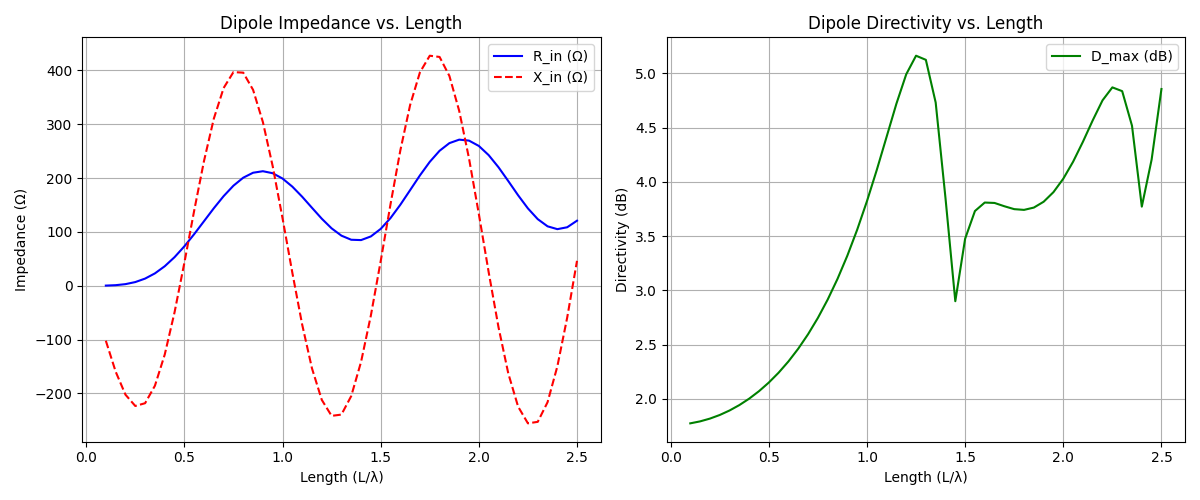 Dipole Impedance vs. Length
R_in (Ω)
X_in (Ω)
400
300
200
100
0
−100
−200
Impedance (Ω)
0.0 0.5 1.0 1.5 2.0 2.5
Length (L/λ)
Dipole Directivity vs. Length
D_max (dB)
5.0
4.5
4.0
3.5
3.0
2.5
2.0
Directivity (dB)
0.0 0.5 1.0 1.5 2.0 2.5
Length (L/λ)